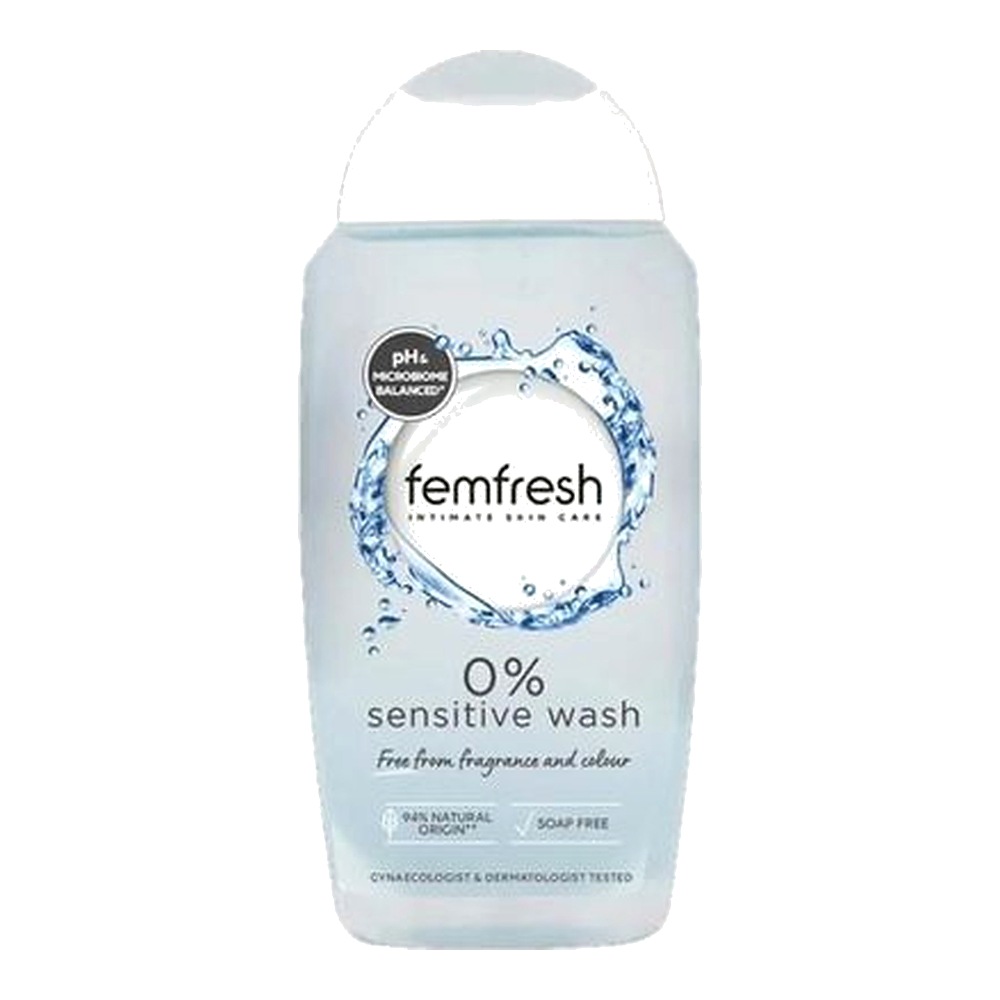 pH &
MICROBIOME
BALANCED*
femfresh
INTIMATE SKIN CARE
0%
sensitive wash
Free from fragrance and colour
94% NATURAL
ORIGIN**
SOAP FREE
GYNAECOLOGIST & DERMATOLOGIST TESTED